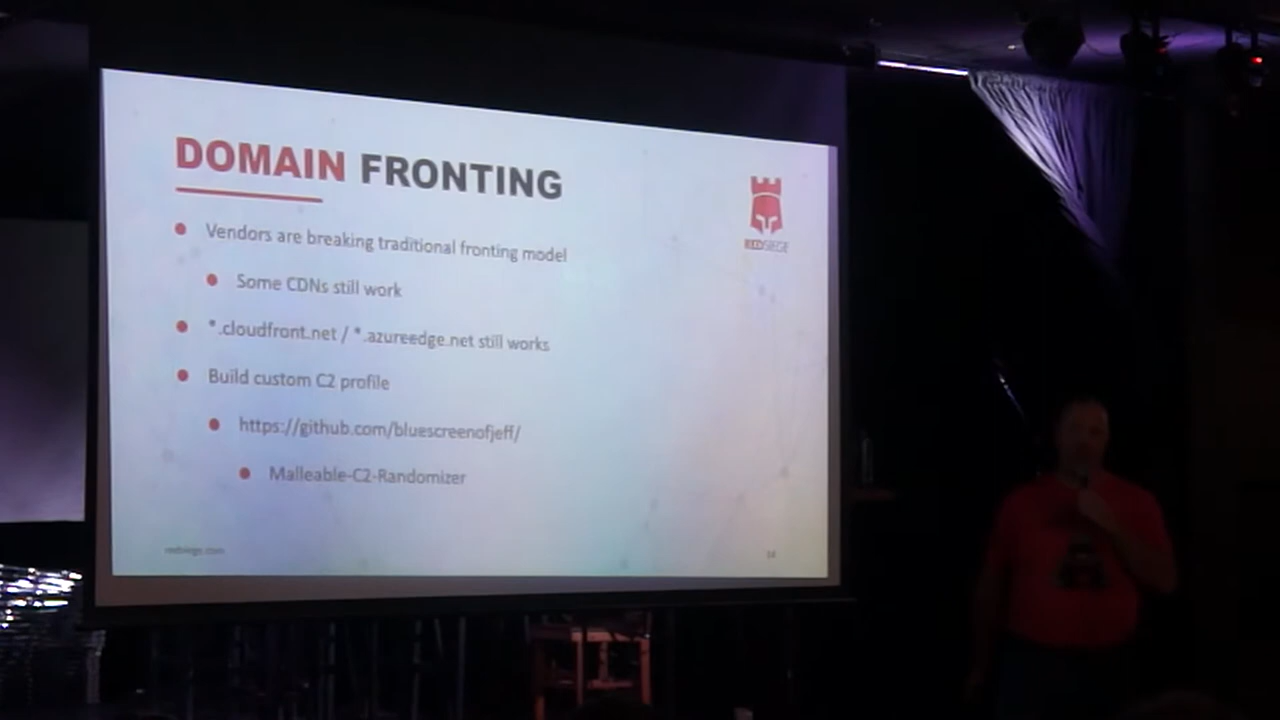 DOMAIN FRONTING
REDSIEGE
Vendors are breaking traditional fronting model
Some CDNs still work
*.cloudfront.net / *.azureedge.net still works
Build custom C2 profile
https://github.com/bluescreenofjeff/
Malleable-C2-Randomizer
redsiege.com